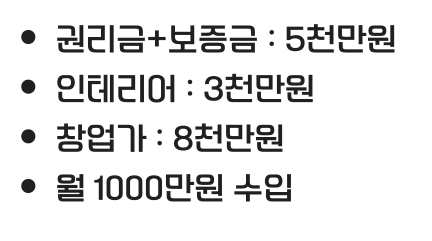 • 권리금+보증금 : 5천만원
• 인테리어 : 3천만원
• 창업가 : 8천만원
• 월 1000만원 수입